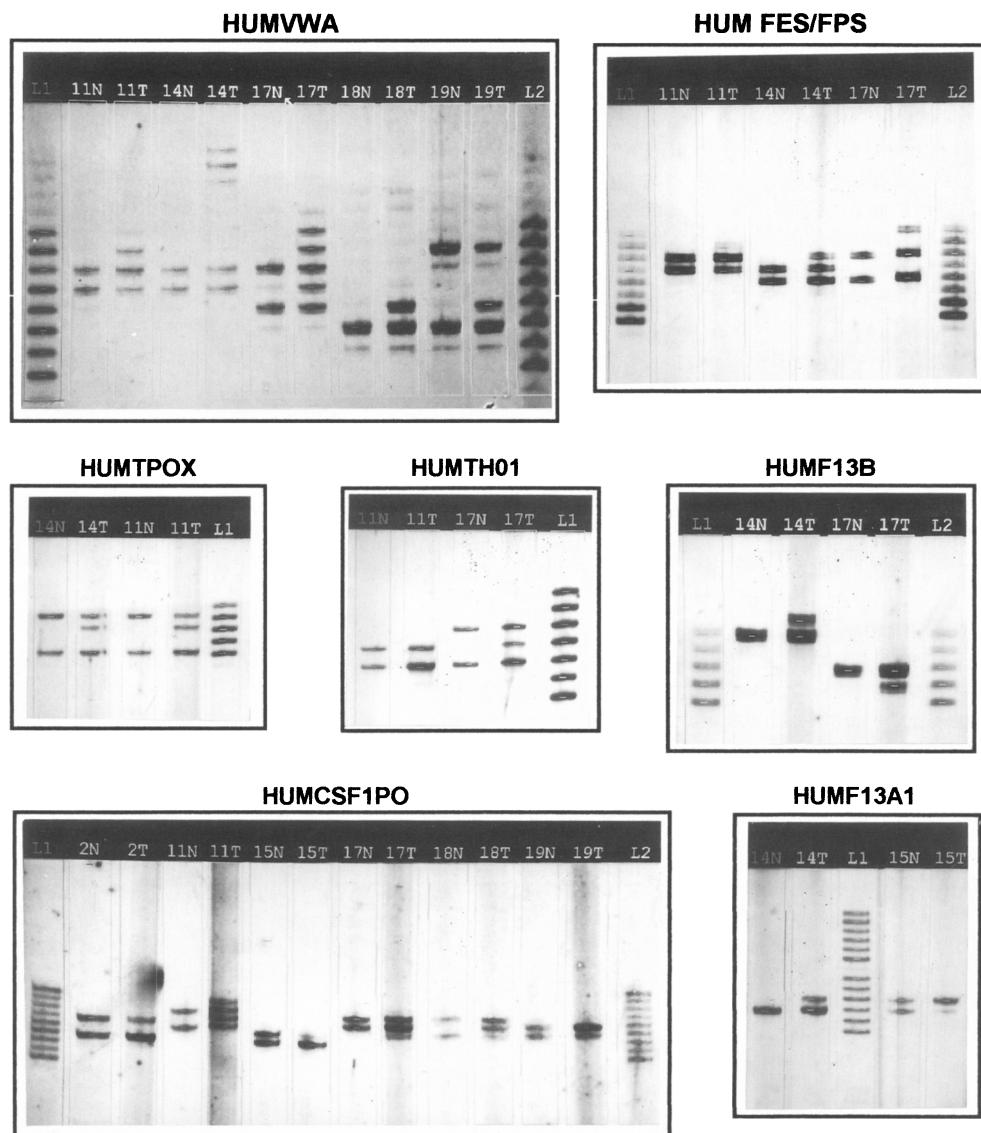 HUMVWA
L1 11N 11T 14N 14T 17N 17T 18N 18T 19N 19T L2
HUM FES/FPS
L1 11N 11T 14N 14T 17N 17T L2
HUMTPOX
14N 14T 11N 11T L1
HUMTH01
11N 11T 17N 17T L1
HUMF13B
L1 14N 14T 17N 17T L2
HUMCSF1PO
L1 2N 2T 11N 11T 15N 15T 17N 17T 18N 18T 19N 19T L2
HUMF13A1
14N 14T L1 15N 15T